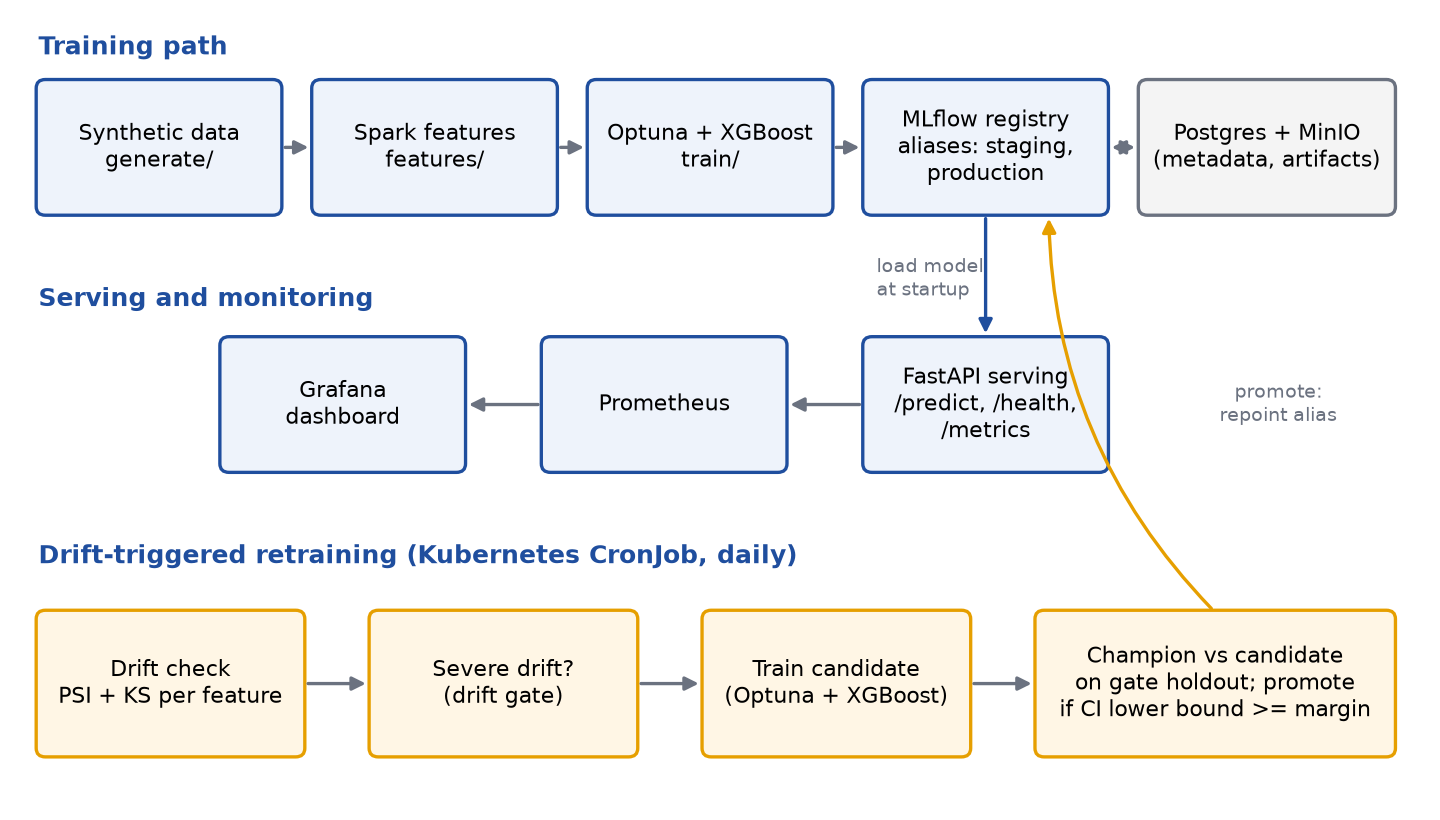 Training path
Synthetic data
generate/
Spark features
features/
Optuna + XGBoost
train/
MLflow registry
aliases: staging,
production
Postgres + MinIO
(metadata, artifacts)
load model
at startup
Serving and monitoring
Grafana
dashboard
Prometheus
FastAPI serving
/predict, /health,
/metrics
promote:
repoint alias
Drift-triggered retraining (Kubernetes CronJob, daily)
Drift check
PSI + KS per feature
Severe drift?
(drift gate)
Train candidate
(Optuna + XGBoost)
Champion vs candidate
on gate holdout; promote
if CI lower bound >= margin